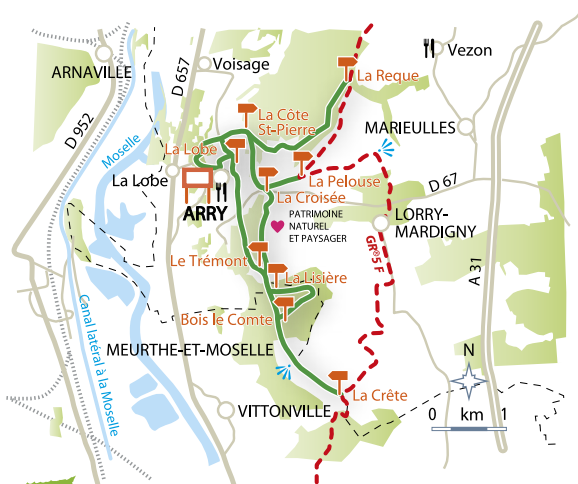 ARNAVILLE
D 657
Voisage
Vezon
La Reque
D 952
Moselle
La Côte
St-Pierre
MARIEULLES
La Lobe
La Lobe
La Pelouse
D 67
ARRY
La Croisée
PATRIMOINE
NATUREL
ET PAYSAGER
LORRY-
MARDIGNY
GR®5 F
Le Trémont
La Lisière
A 31
Canal latéral à la Moselle
Bois le Comte
MEURTHE-ET-MOSELLE
N
La Crête
VITTONVILLE
0 km 1